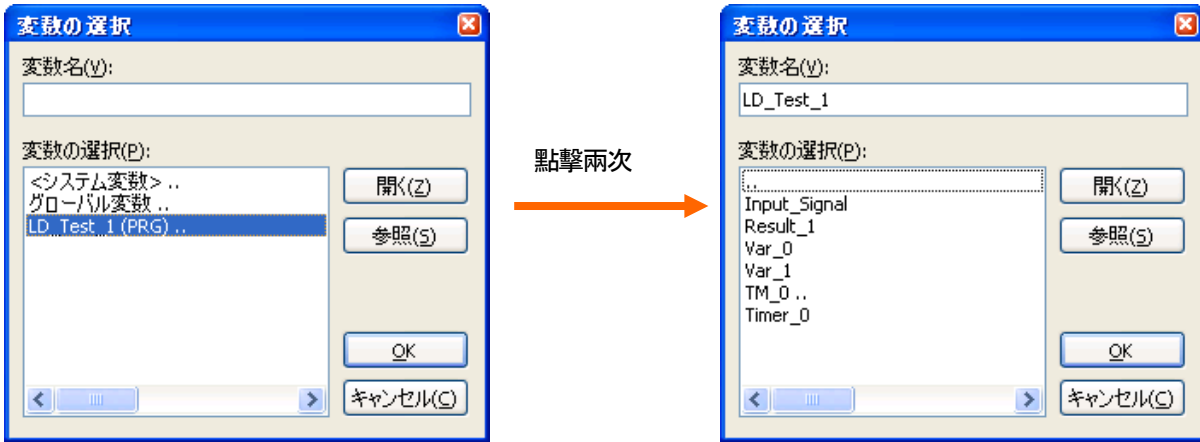 変数の選択
変数名(V):
変数の選択(P):
<システム変数> ..
グローバル変数 ..
LD_Test_1 (PRG) ..
開く(Z)
参照(S)
OK
キャンセル(C)
點擊兩次
変数の選択
変数名(V):
LD_Test_1
変数の選択(P):
..
Input_Signal
Result_1
Var_0
Var_1
TM_0 ..
Timer_0
開く(Z)
参照(S)
OK
キャンセル(C)